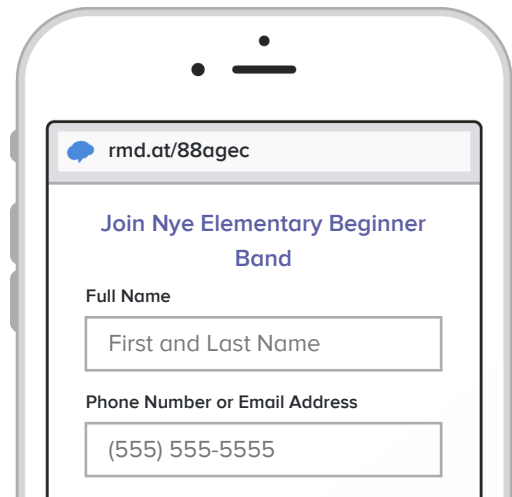 rmd.at/88agec
Join Nye Elementary Beginner
Band
Full Name
First and Last Name
Phone Number or Email Address
(555) 555-5555